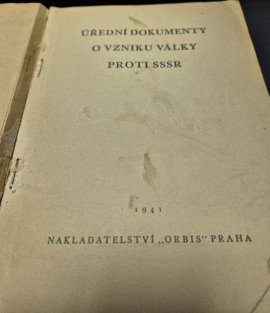 ÚŘEDNÍ DOKUMENTY
O VZNIKU VÁLKY
PROTI SSSR
1941
NAKLADATELSTVÍ „ORBIS" PRAHA